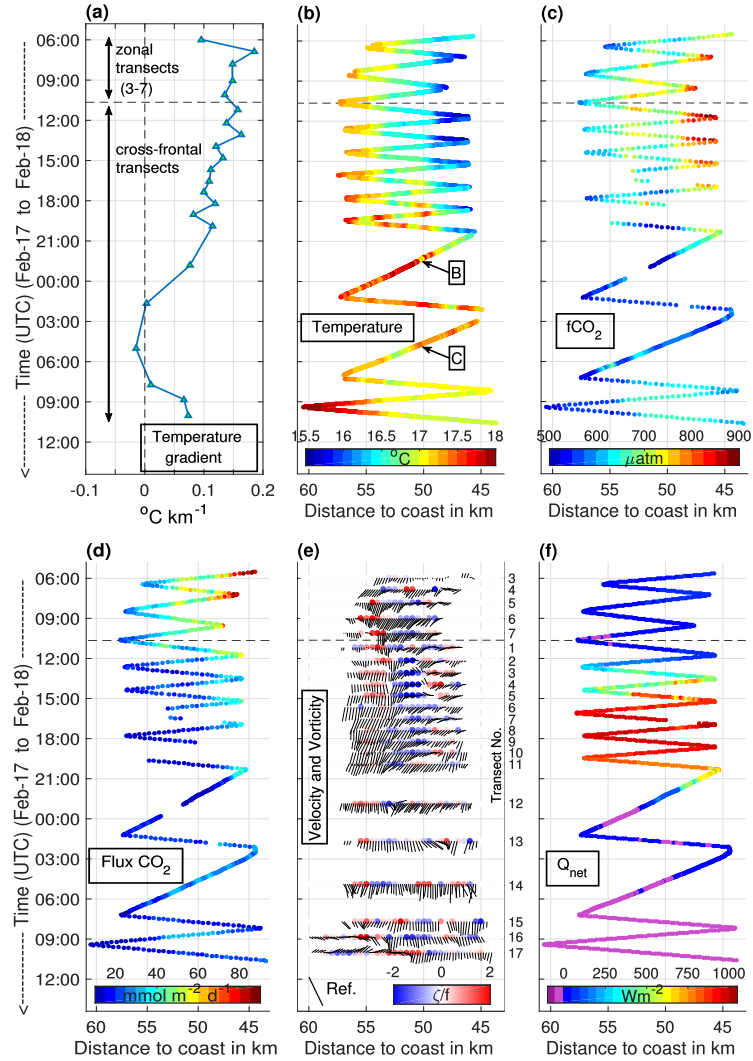 (a)
(b)
(c)
<------- Time (UTC) (Feb-17 to Feb-18) ----------
06:00
09:00
12:00
15:00
18:00
21:00
00:00
03:00
06:00
09:00
12:00
zonal
transects
(3-7)
cross-frontal
transects
Temperature
gradient
-0.1
0
0.1
0.2
°C km-1
B
Temperature
C
15.5
16
16.5
17
17.5
18
°C
60
55
50
45
Distance to coast in km
fCO2
500
600
700
800
900
μatm
60
55
50
45
Distance to coast in km
(d)
(e)
(f)
<------- Time (UTC) (Feb-17 to Feb-18) ----------
06:00
09:00
12:00
15:00
18:00
21:00
00:00
03:00
06:00
09:00
12:00
Flux CO2
20
40
60
80
mmol m-2 d-1
60
55
50
45
Distance to coast in km
Velocity and Vorticity
3
4
5
6
7
1
2
3
4
5
6
7
8
9
10
11
12
13
14
15
16
17
Transect No.
Ref.
-2
0
2
ζ/f
60
55
50
45
Distance to coast in km
Qnet
0
250
500
750
1000
Wm-2
60
55
50
45
Distance to coast in km